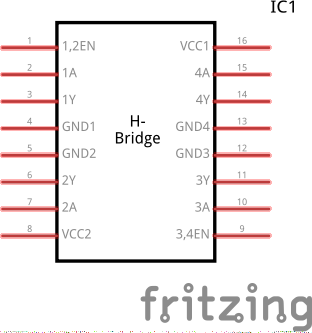 IC1
1 1,2EN VCC1 16
2 1A 4A 15
3 1Y 4Y 14
4 GND1 GND4 13
5 GND2 GND3 12
6 2Y 3Y 11
7 2A 3A 10
8 VCC2 3,4EN 9
H-
Bridge
fritzing